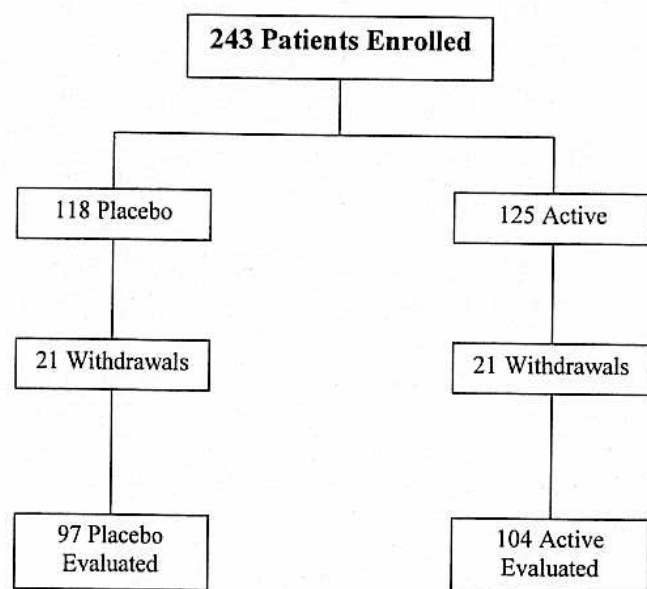 243 Patients Enrolled
118 Placebo
125 Active
21 Withdrawals
21 Withdrawals
97 Placebo
Evaluated
104 Active
Evaluated